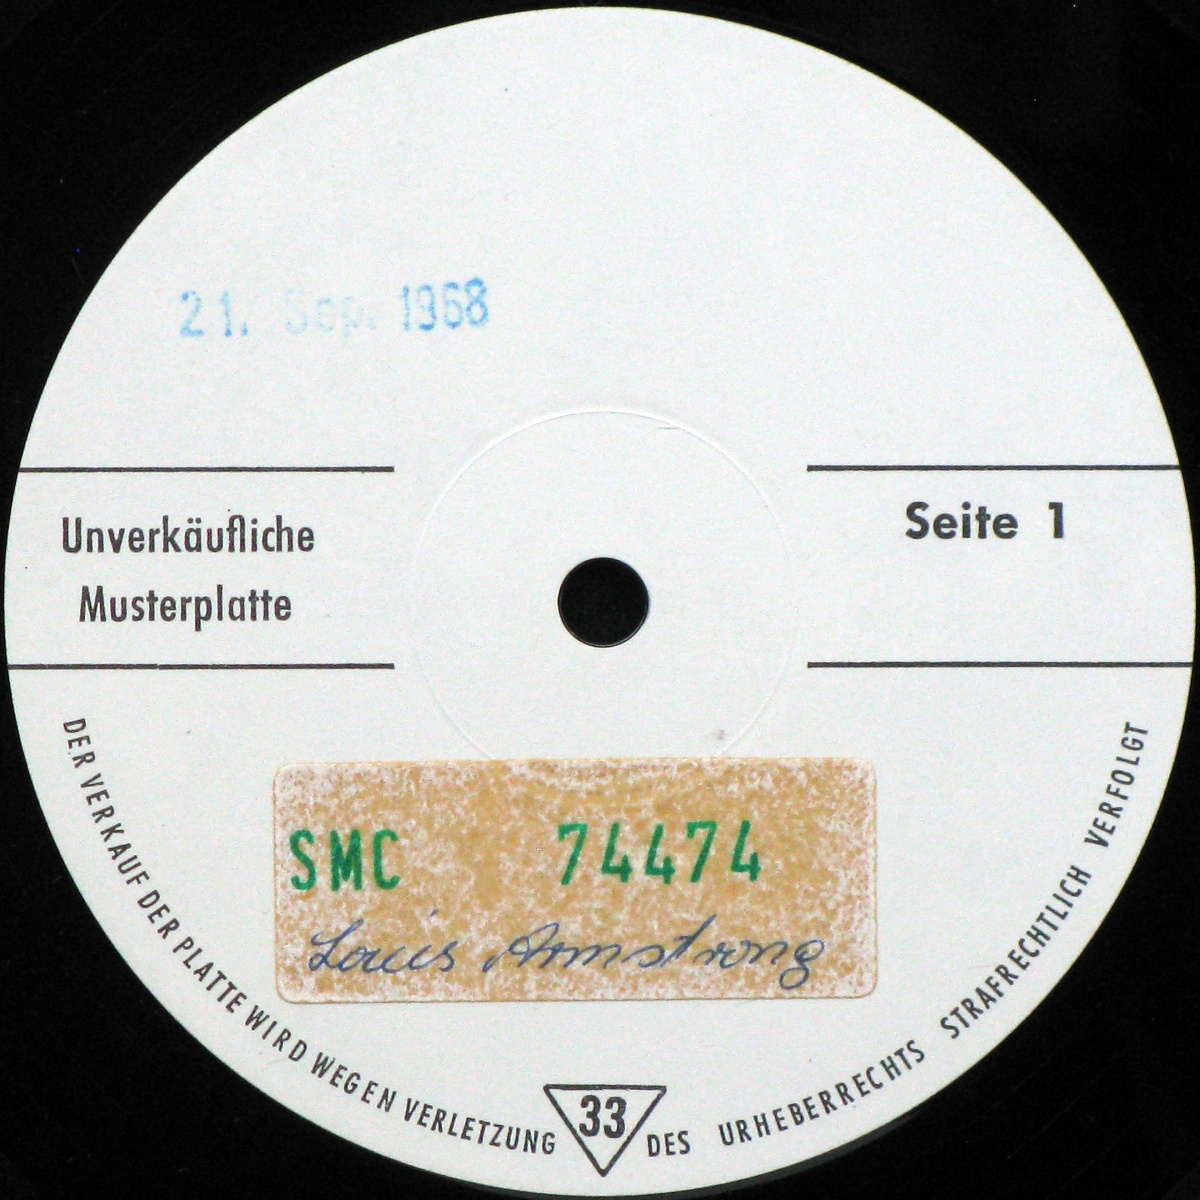 21. Sep. 1968
Unverkäufliche
Musterplatte
Seite 1
SMC 74474
Louis Armstrong
33
DER VERKAUF DER PLATTE WIRD WEGEN VERLETZUNG DES URHEBERRECHTS STRAFRECHTLICH VERFOLGT